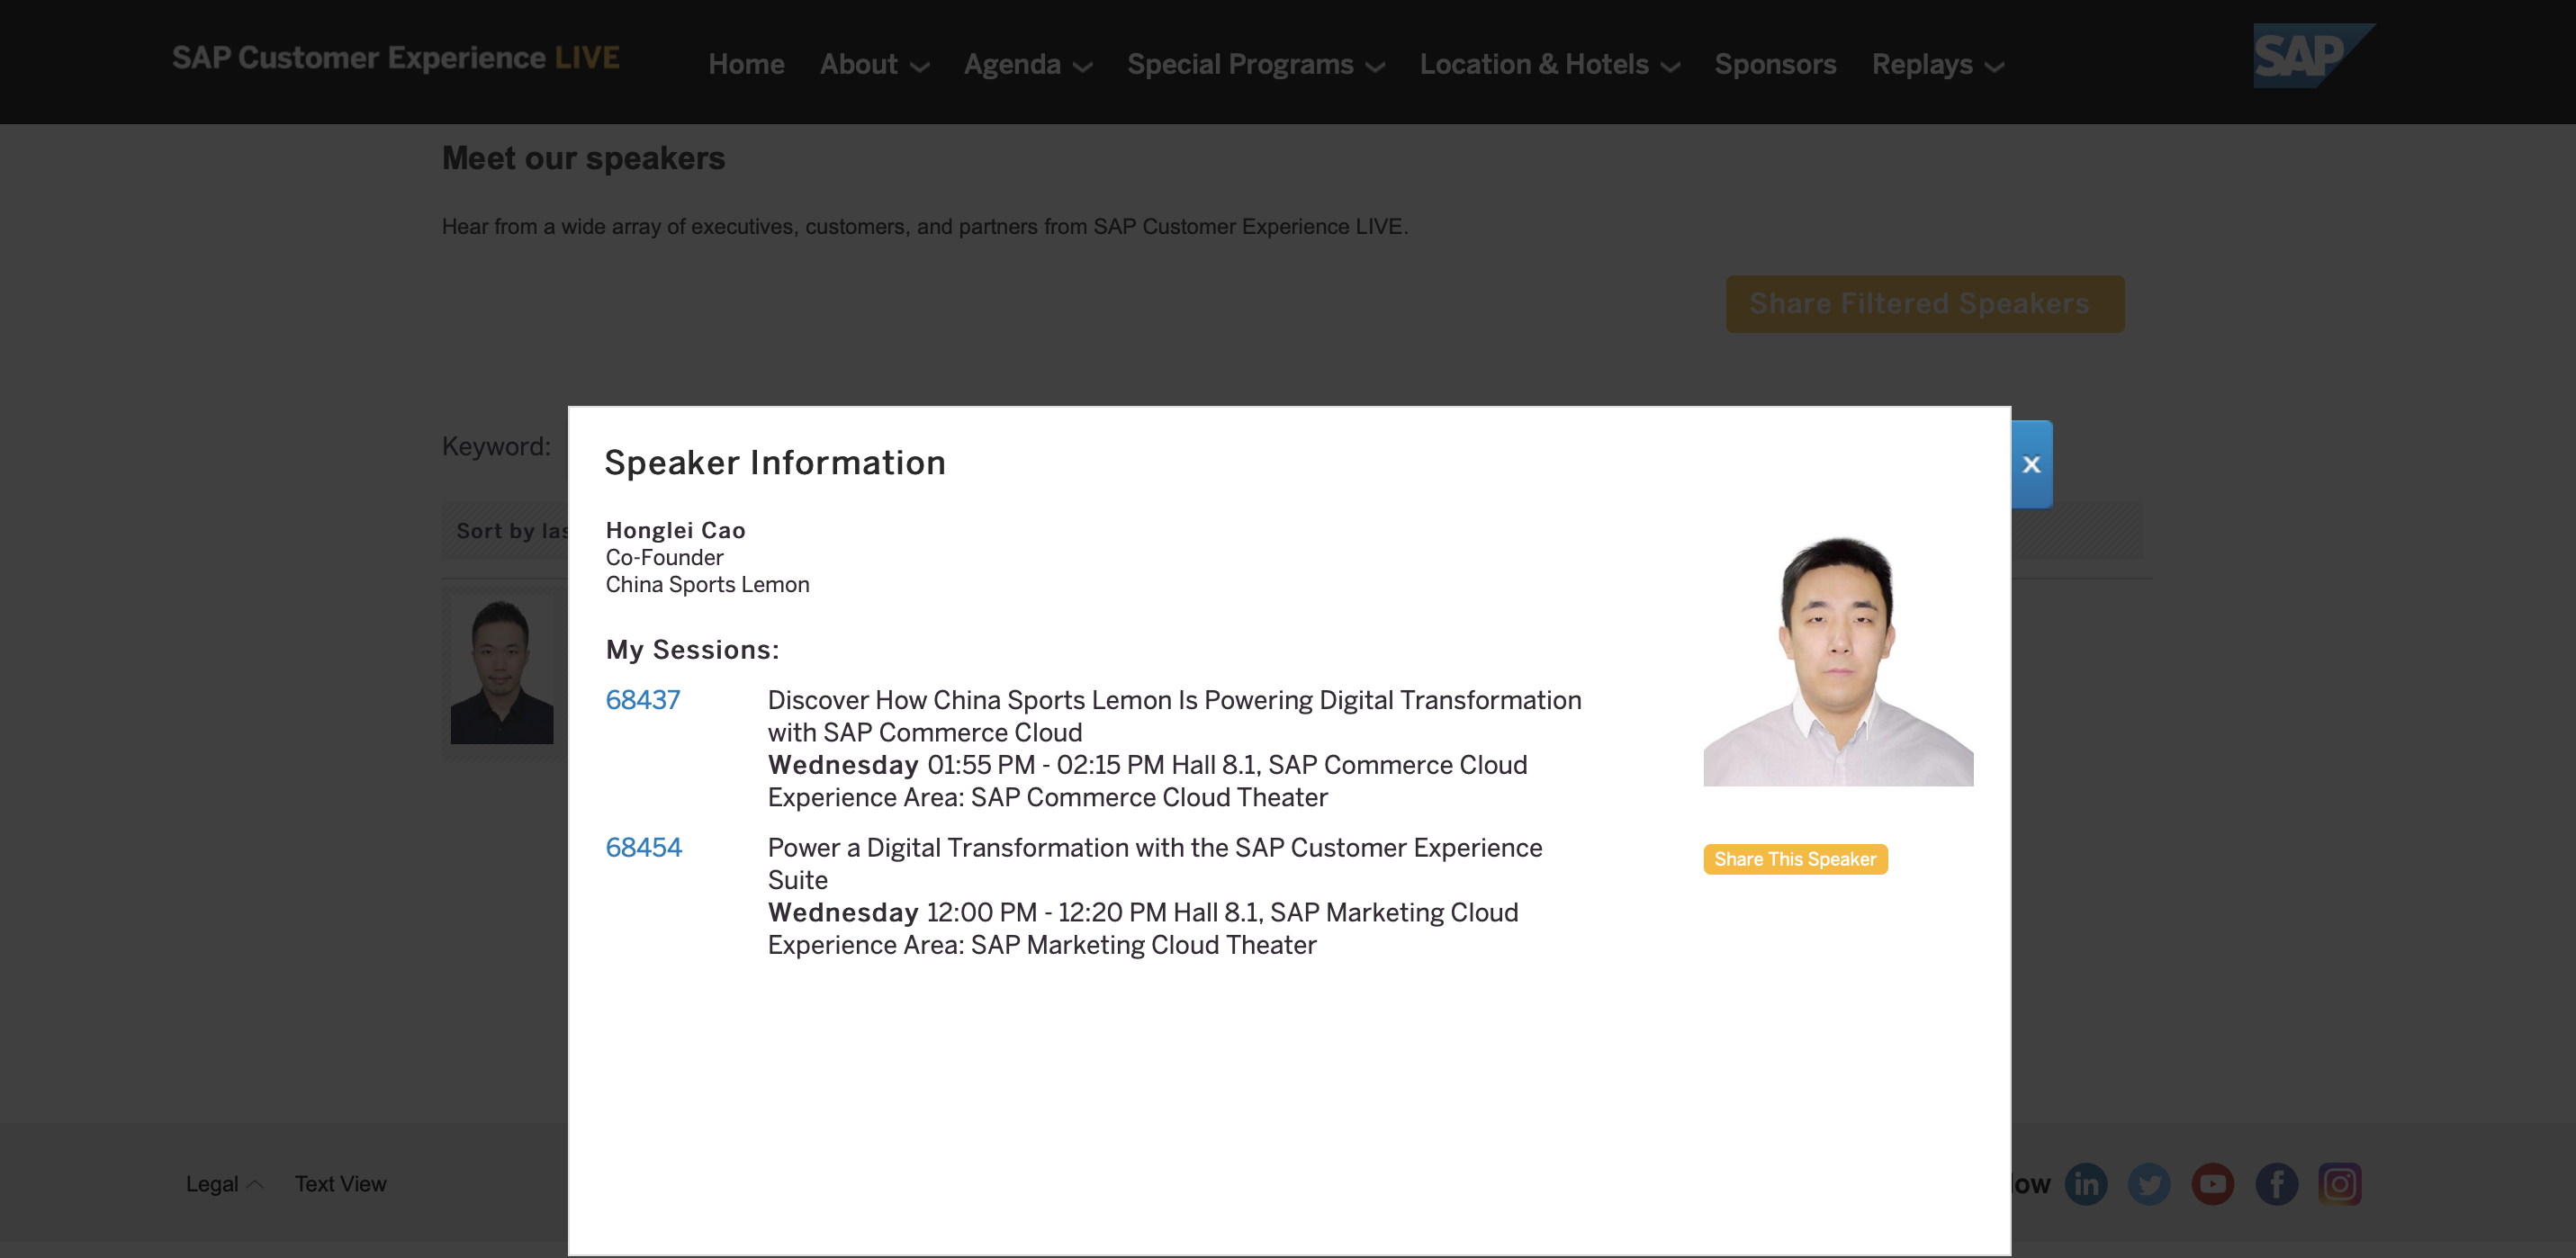 SAP Customer Experience LIVE
Home
About
Agenda
Special Programs
Location & Hotels
Sponsors
Replays
SAP
Meet our speakers
Hear from a wide array of executives, customers, and partners from SAP Customer Experience LIVE.
Share Filtered Speakers
Keyword:
Sort by las
x
Speaker Information
Honglei Cao
Co-Founder
China Sports Lemon
My Sessions:
68437
Discover How China Sports Lemon Is Powering Digital Transformation
with SAP Commerce Cloud
Wednesday 01:55 PM - 02:15 PM Hall 8.1, SAP Commerce Cloud
Experience Area: SAP Commerce Cloud Theater
68454
Power a Digital Transformation with the SAP Customer Experience
Suite
Wednesday 12:00 PM - 12:20 PM Hall 8.1, SAP Marketing Cloud
Experience Area: SAP Marketing Cloud Theater
Share This Speaker
Legal
Text View
low
in
f